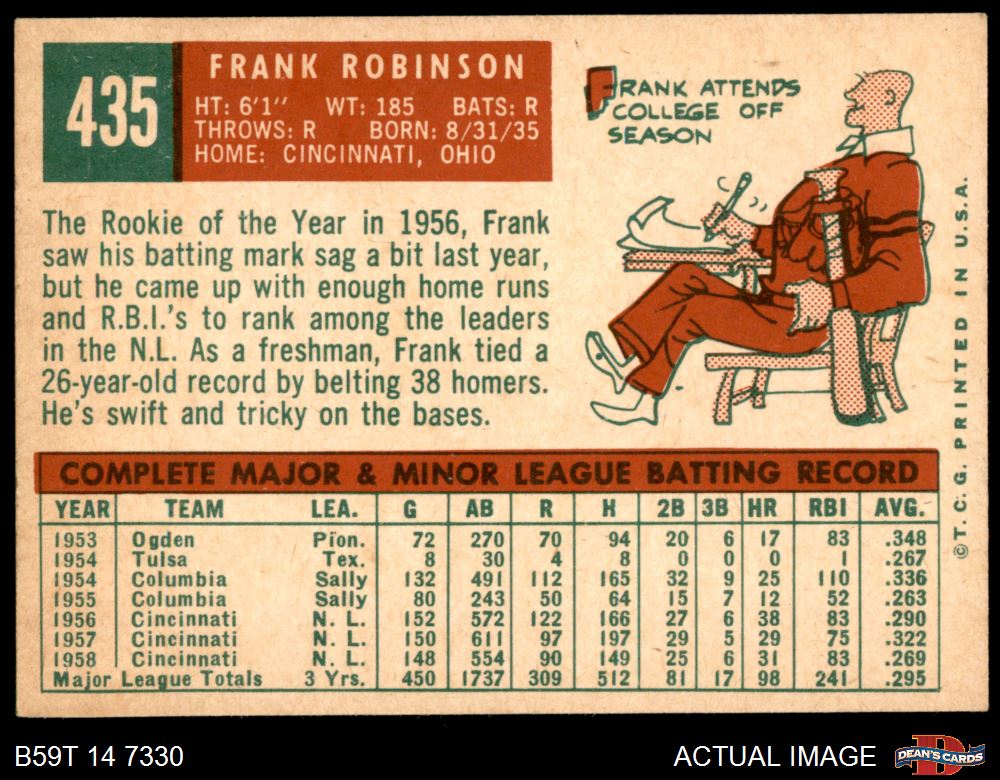 435
FRANK ROBINSON
HT: 6'1" WT: 185 BATS: R
THROWS: R BORN: 8/31/35
HOME: CINCINNATI, OHIO
FRANK ATTENDS
COLLEGE OFF
SEASON
The Rookie of the Year in 1956, Frank
saw his batting mark sag a bit last year,
but he came up with enough home runs
and R.B.I.'s to rank among the leaders
in the N.L. As a freshman, Frank tied a
26-year-old record by belting 38 homers.
He's swift and tricky on the bases.
COMPLETE MAJOR & MINOR LEAGUE BATTING RECORD
YEAR TEAM LEA. G AB R H 2B 3B HR RBI AVG.
1953 Ogden Pion. 72 270 70 94 20 6 17 83 .348
1954 Tulsa Tex. 8 30 4 8 0 0 0 1 .267
1954 Columbia Sally 132 491 112 165 32 9 25 110 .336
1955 Columbia Sally 80 243 50 64 15 7 12 52 .263
1956 Cincinnati N. L. 152 572 122 166 27 6 38 83 .290
1957 Cincinnati N. L. 150 611 97 197 29 5 29 75 .322
1958 Cincinnati N. L. 148 554 90 149 25 6 31 83 .269
Major League Totals 3 Yrs. 450 1737 309 512 81 17 98 241 .295
© T. C. G. PRINTED IN U.S.A.
B59T 14 7330
ACTUAL IMAGE
D
DEAN'S CARDS